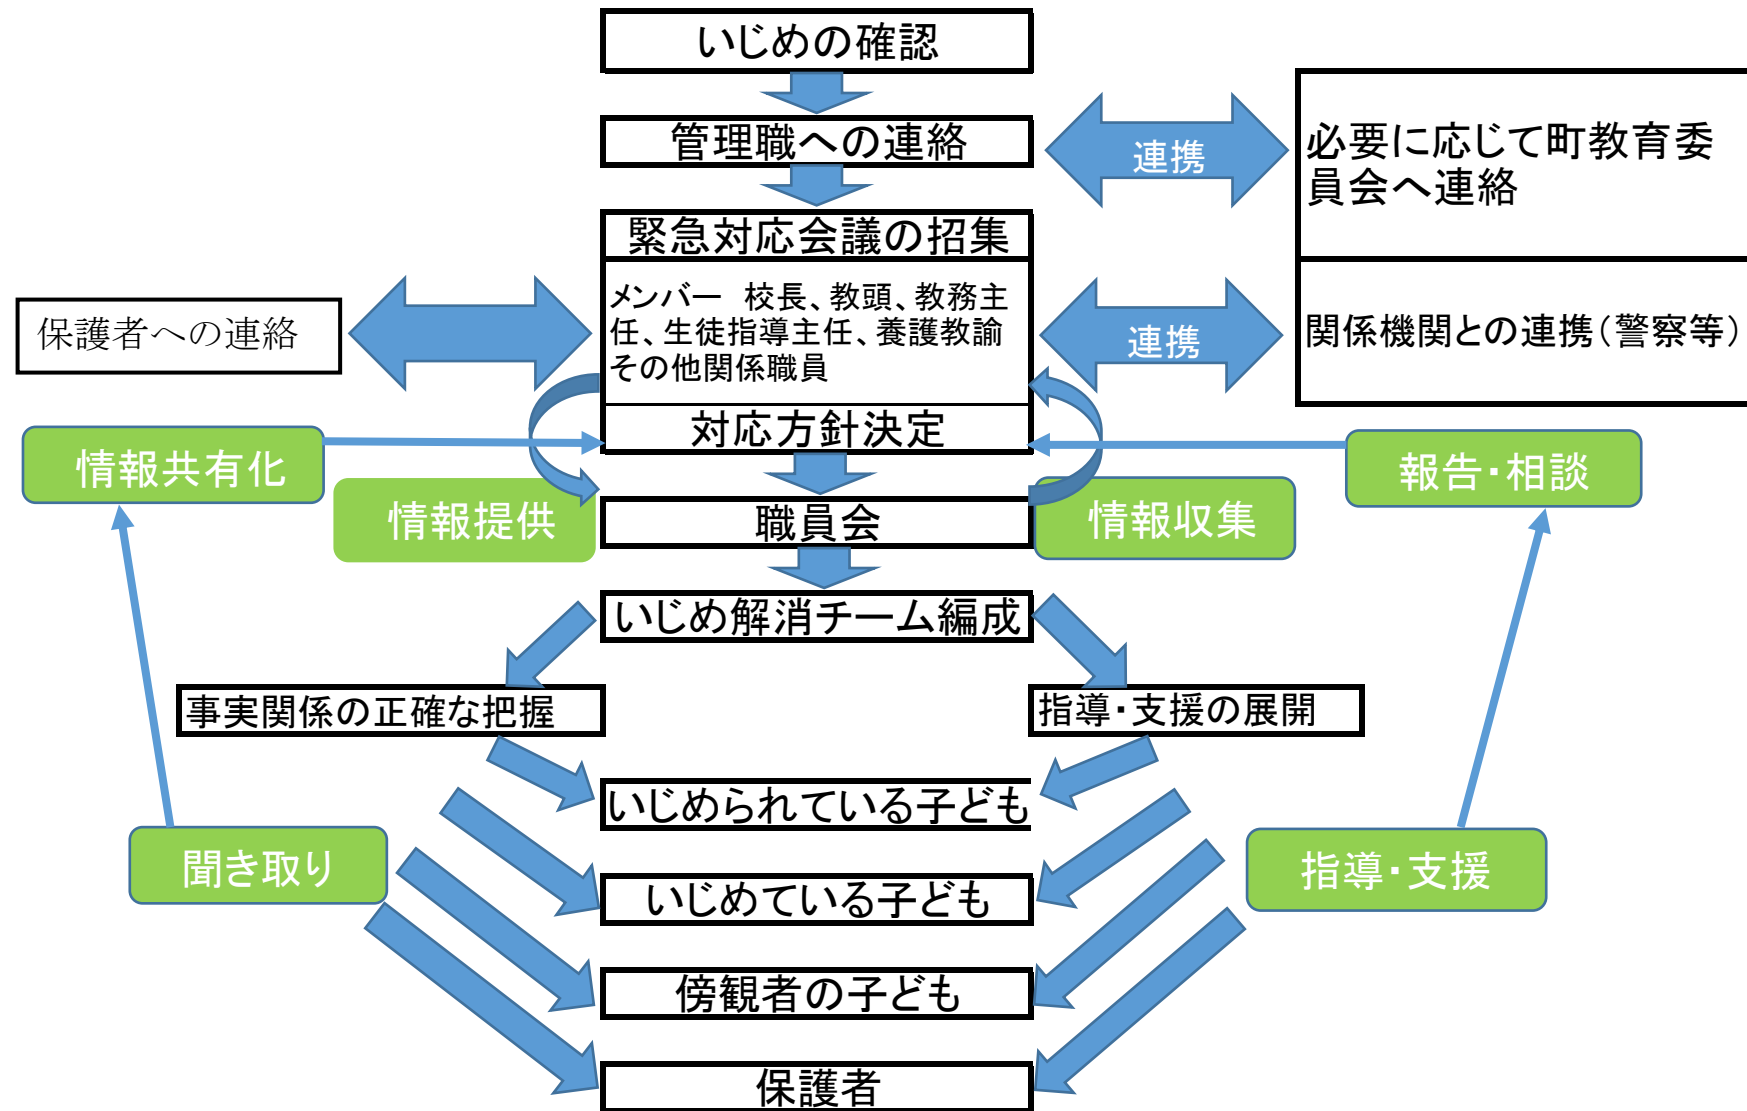 いじめの確認
管理職への連絡
連携
必要に応じて町教育委
員会へ連絡
緊急対応会議の招集
メンバー　校長、教頭、教務主
任、生徒指導主任、養護教諭
その他関係職員
保護者への連絡
連携
関係機関との連携(警察等)
対応方針決定
情報共有化
報告・相談
情報提供
職員会
情報収集
いじめ解消チーム編成
事実関係の正確な把握
指導・支援の展開
いじめられている子ども
聞き取り
指導・支援
いじめている子ども
傍観者の子ども
保護者